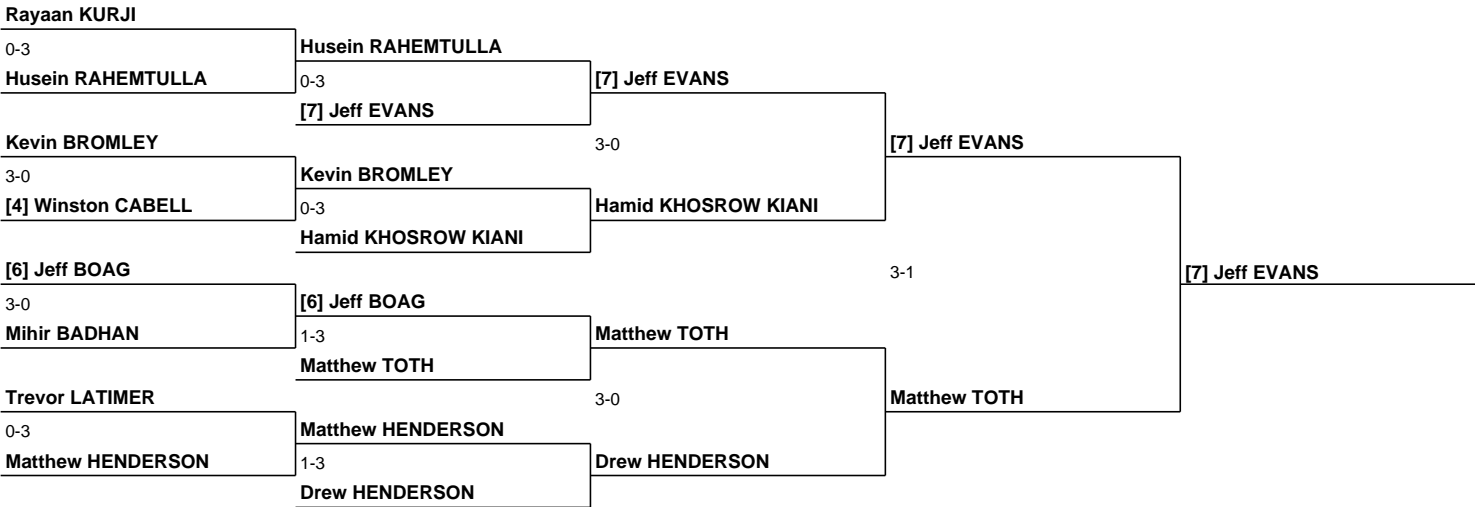 Rayaan KURJI
0-3
Husein RAHEMTULLA
Husein RAHEMTULLA
0-3
[7] Jeff EVANS
[7] Jeff EVANS
Kevin BROMLEY
3-0
[7] Jeff EVANS
3-0
Kevin BROMLEY
[4] Winston CABELL
0-3
Hamid KHOSROW KIANI
Hamid KHOSROW KIANI
[6] Jeff BOAG
3-1
[7] Jeff EVANS
3-0
[6] Jeff BOAG
Mihir BADHAN
1-3
Matthew TOTH
Matthew TOTH
Trevor LATIMER
3-0
Matthew TOTH
0-3
Matthew HENDERSON
Matthew HENDERSON
1-3
Drew HENDERSON
Drew HENDERSON